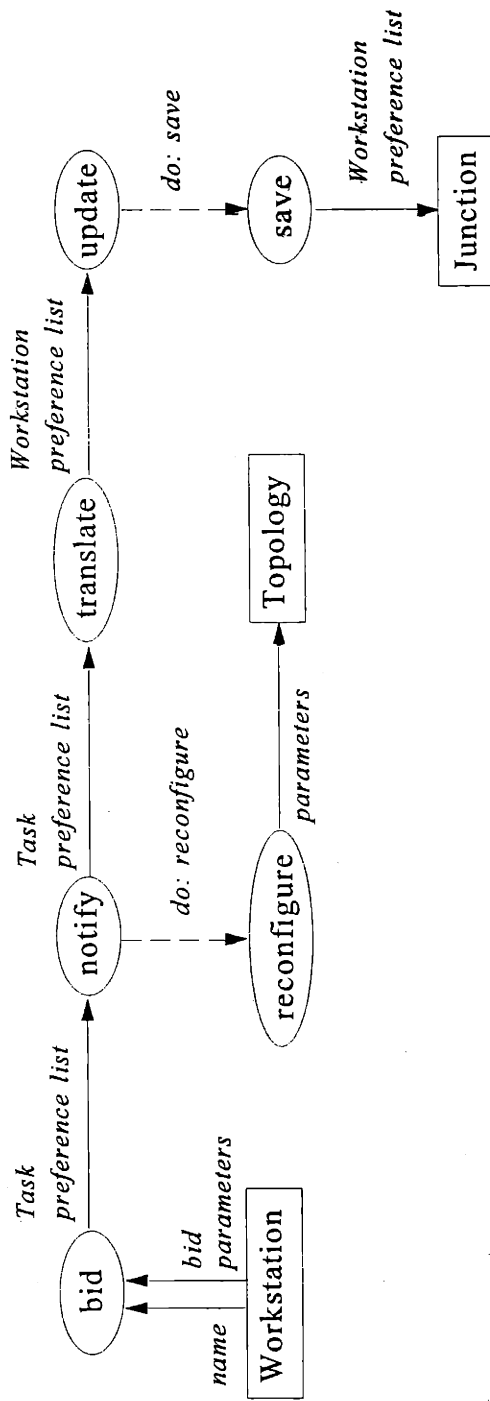 Task
preference list
Task
preference list
Workstation
preference list
bid
notify
translate
update
name
bid
parameters
do: reconfigure
do: save
Workstation
reconfigure
parameters
Topology
save
Workstation
preference list
Junction